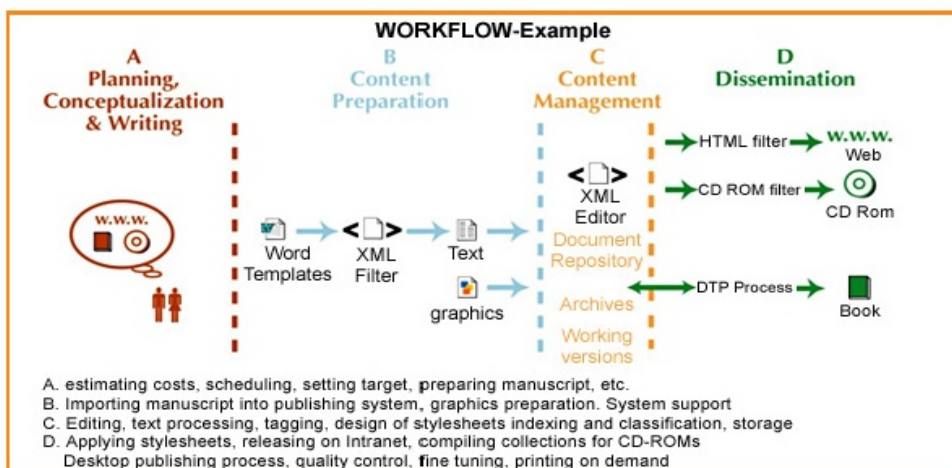 WORKFLOW-Example
A
Planning,
Conceptualization
& Writing
B
Content
Preparation
C
Content
Management
D
Dissemination
w.w.w.
Word
Templates
< >
XML
Filter
Text
graphics
< >
XML
Editor
Document
Repository
Archives
Working
versions
HTML filter
w.w.w.
Web
CD ROM filter
CD Rom
DTP Process
Book
A. estimating costs, scheduling, setting target, preparing manuscript, etc.
B. Importing manuscript into publishing system, graphics preparation. System support
C. Editing, text processing, tagging, design of stylesheets indexing and classification, storage
D. Applying stylesheets, releasing on Intranet, compiling collections for CD-ROMs
Desktop publishing process, quality control, fine tuning, printing on demand